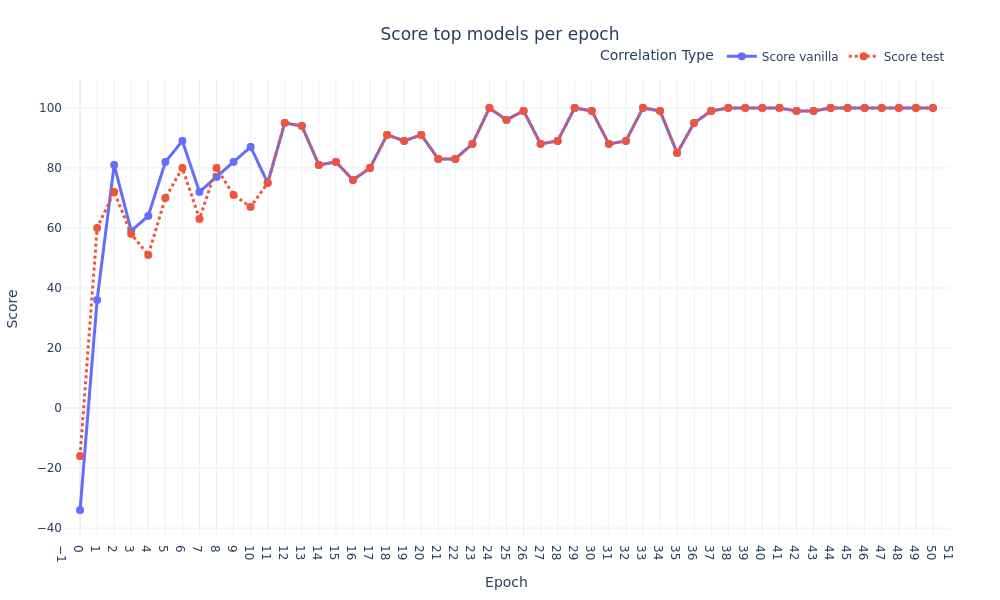 Score top models per epoch
Correlation Type Score vanilla Score test
100
80
60
40
20
0
−20
−40
Score
−1 0 1 2 3 4 5 6 7 8 9 10 11 12 13 14 15 16 17 18 19 20 21 22 23 24 25 26 27 28 29 30 31 32 33 34 35 36 37 38 39 40 41 42 43 44 45 46 47 48 49 50 51
Epoch